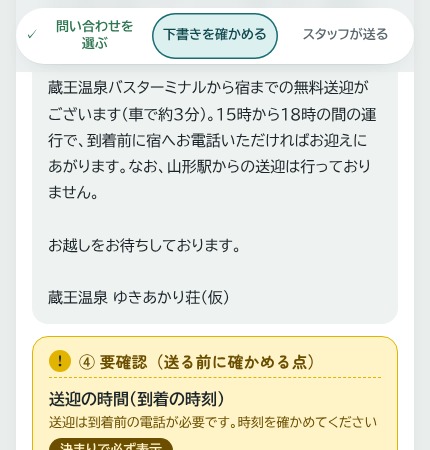 ✓ 問い合わせを
選ぶ
下書きを確かめる
スタッフが送る
蔵王温泉バスターミナルから宿までの無料送迎が
ございます(車で約3分)。15時から18時の間の運
行で、到着前に宿へお電話いただければお迎えに
あがります。なお、山形駅からの送迎は行っており
ません。
お越しをお待ちしております。
蔵王温泉 ゆきあかり荘(仮)
! ④ 要確認（送る前に確かめる点）
送迎の時間(到着の時刻)
送迎は到着前の電話が必要です。時刻を確かめてください
決まりで必ず表示